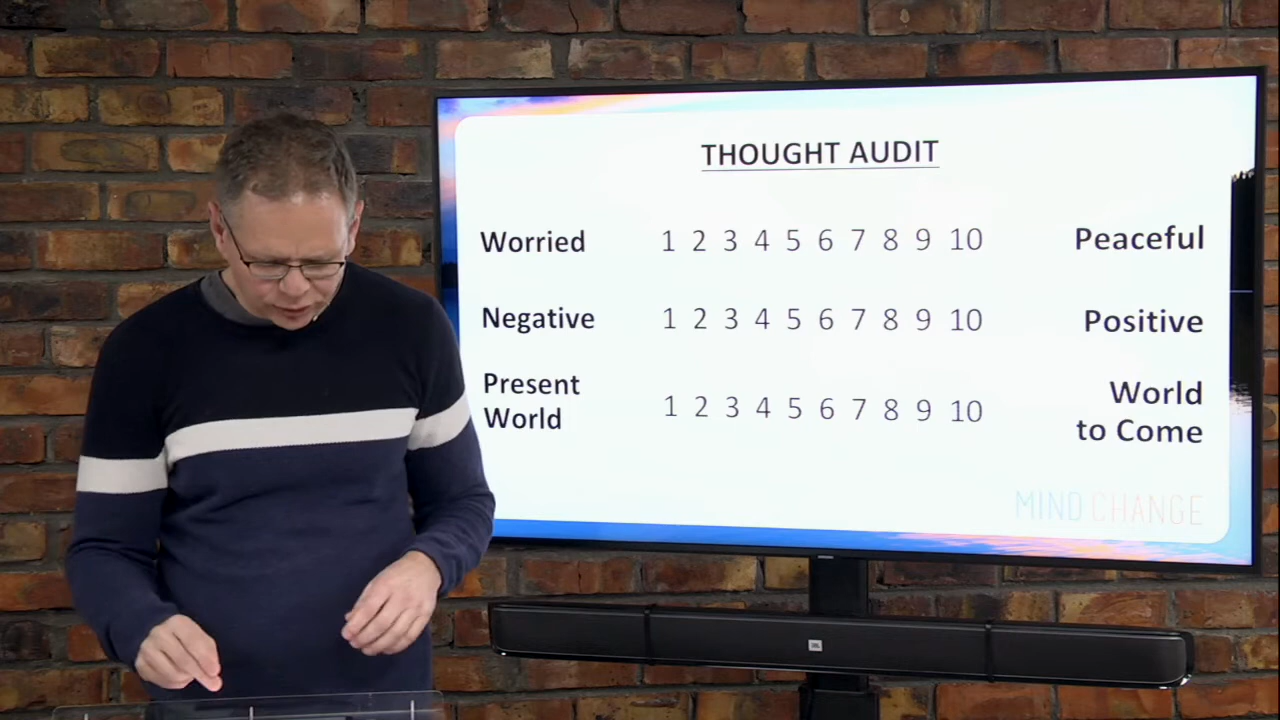 THOUGHT AUDIT
Worried 1 2 3 4 5 6 7 8 9 10 Peaceful
Negative 1 2 3 4 5 6 7 8 9 10 Positive
Present
World 1 2 3 4 5 6 7 8 9 10 World
to Come
MIND CHANGE
JBL